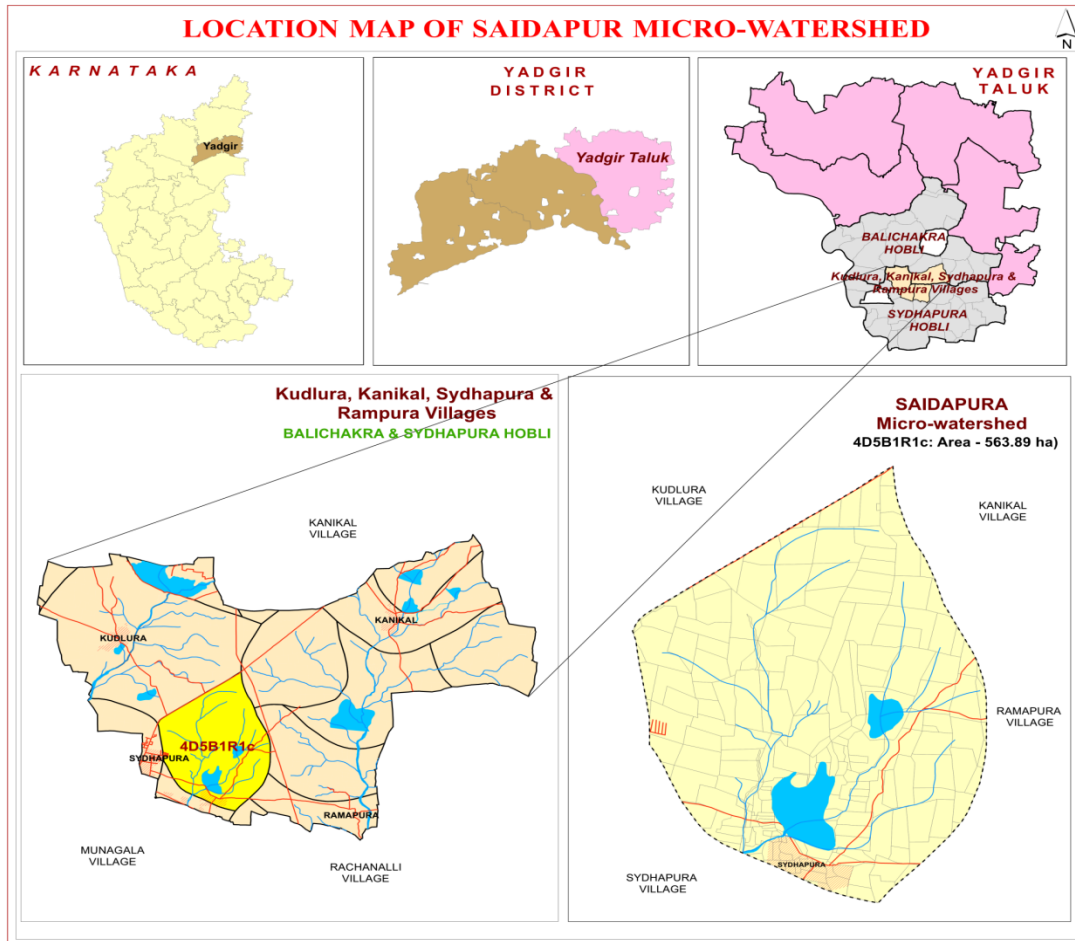 LOCATION MAP OF SAIDAPUR MICRO-WATERSHED
N
KARNATAKA
Yadgir
YADGIR
DISTRICT
Yadgir Taluk
YADGIR
TALUK
BALICHAKRA
HOBLI
Kudlura, Kanikal, Sydhapura &
Rampura Villages
SYDHAPURA
HOBLI
Kudlura, Kanikal, Sydhapura &
Rampura Villages
BALICHAKRA & SYDHAPURA HOBLI
KANIKAL
VILLAGE
KANIKAL
KUDLURA
4D5B1R1c
SYDHAPURA
RAMAPURA
MUNAGALA
VILLAGE
RACHANALLI
VILLAGE
SAIDAPURA
Micro-watershed
4D5B1R1c: Area - 563.89 ha)
KUDLURA
VILLAGE
KANIKAL
VILLAGE
RAMAPURA
VILLAGE
SYDHAPURA
SYDHAPURA
VILLAGE